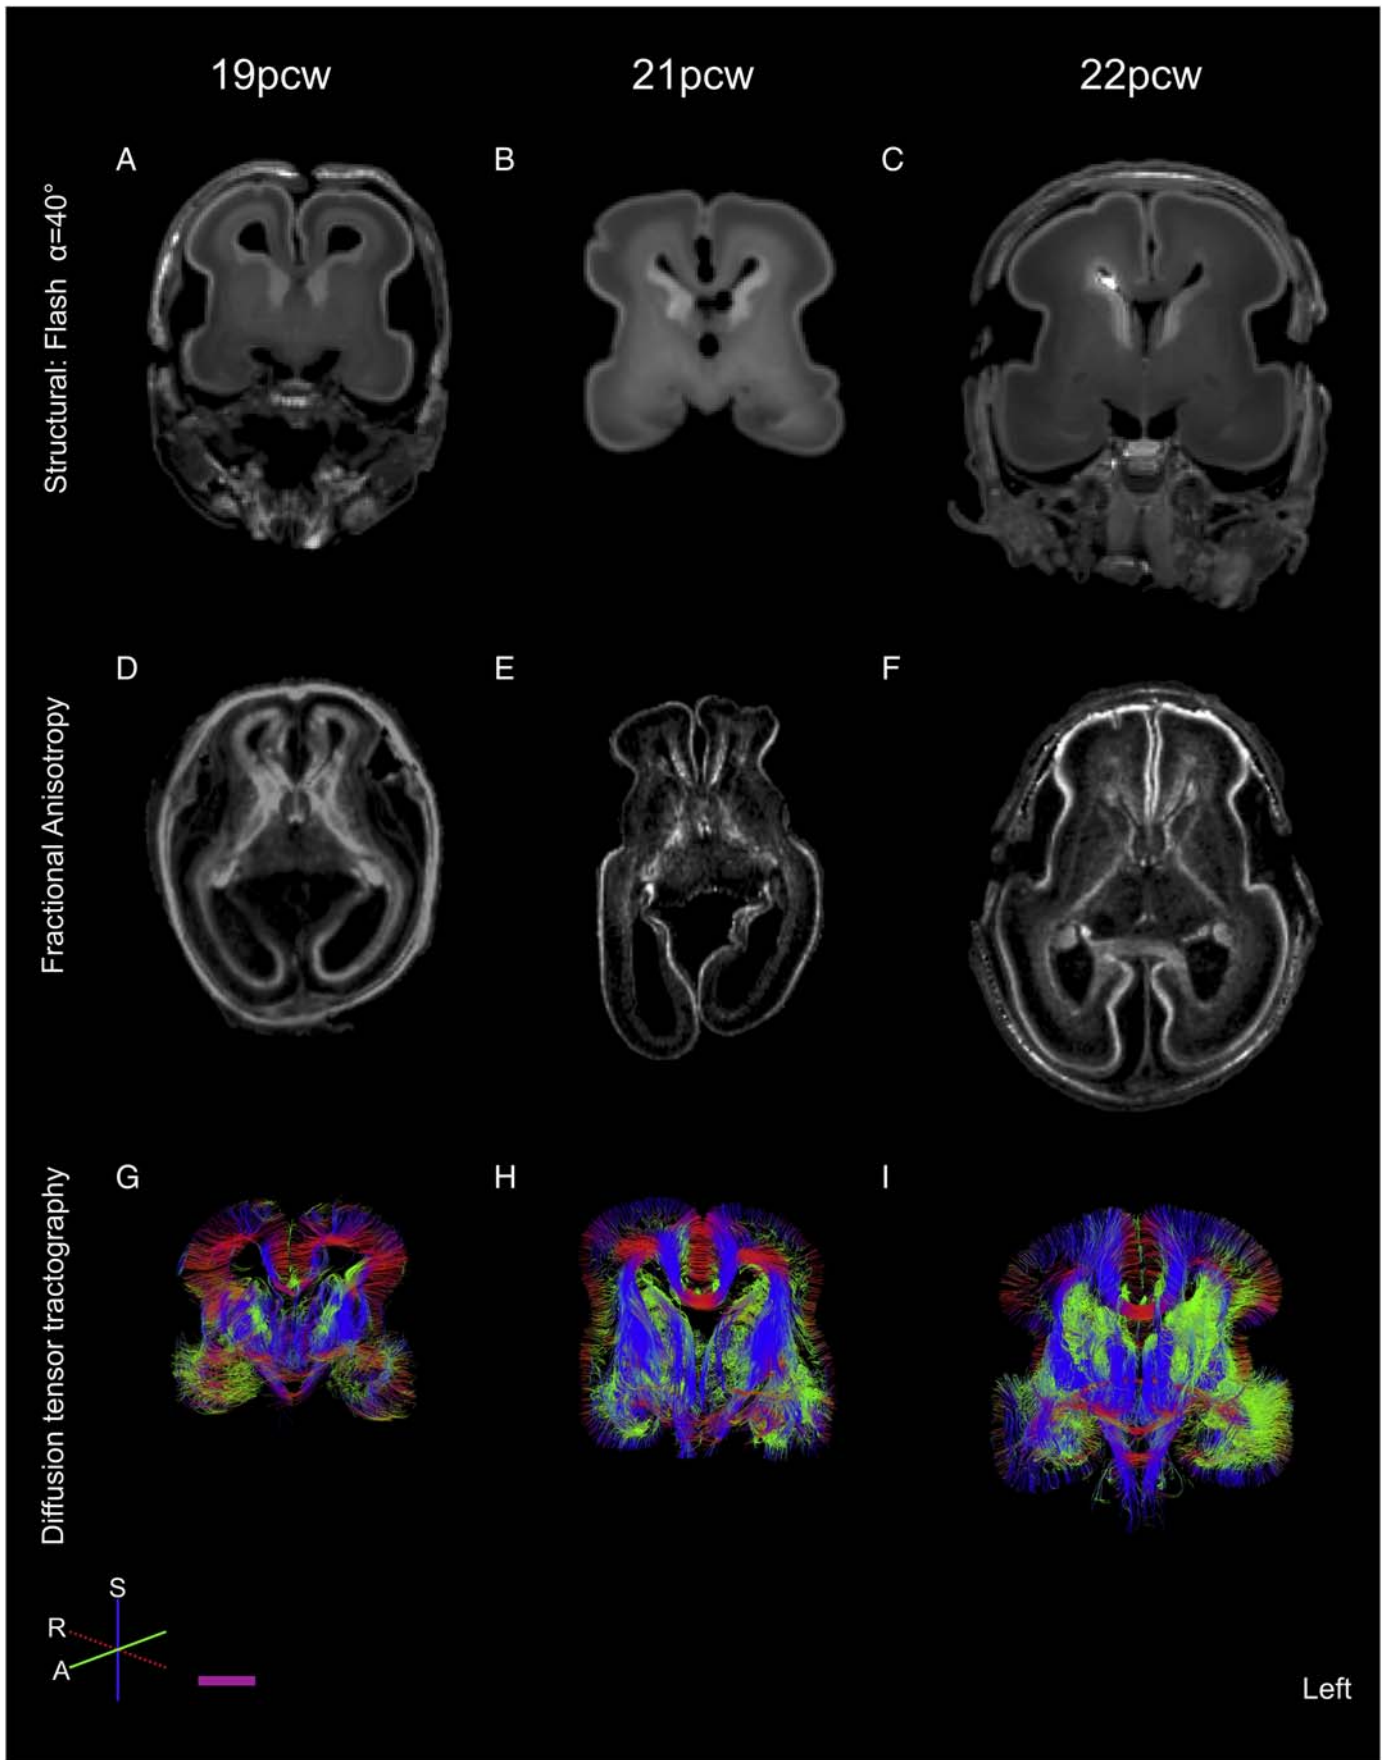 19pcw 21pcw 22pcw
A B C
Structural: Flash α=40°
D E F
Fractional Anisotropy
G H I
Diffusion tensor tractography
S
R
A
Left